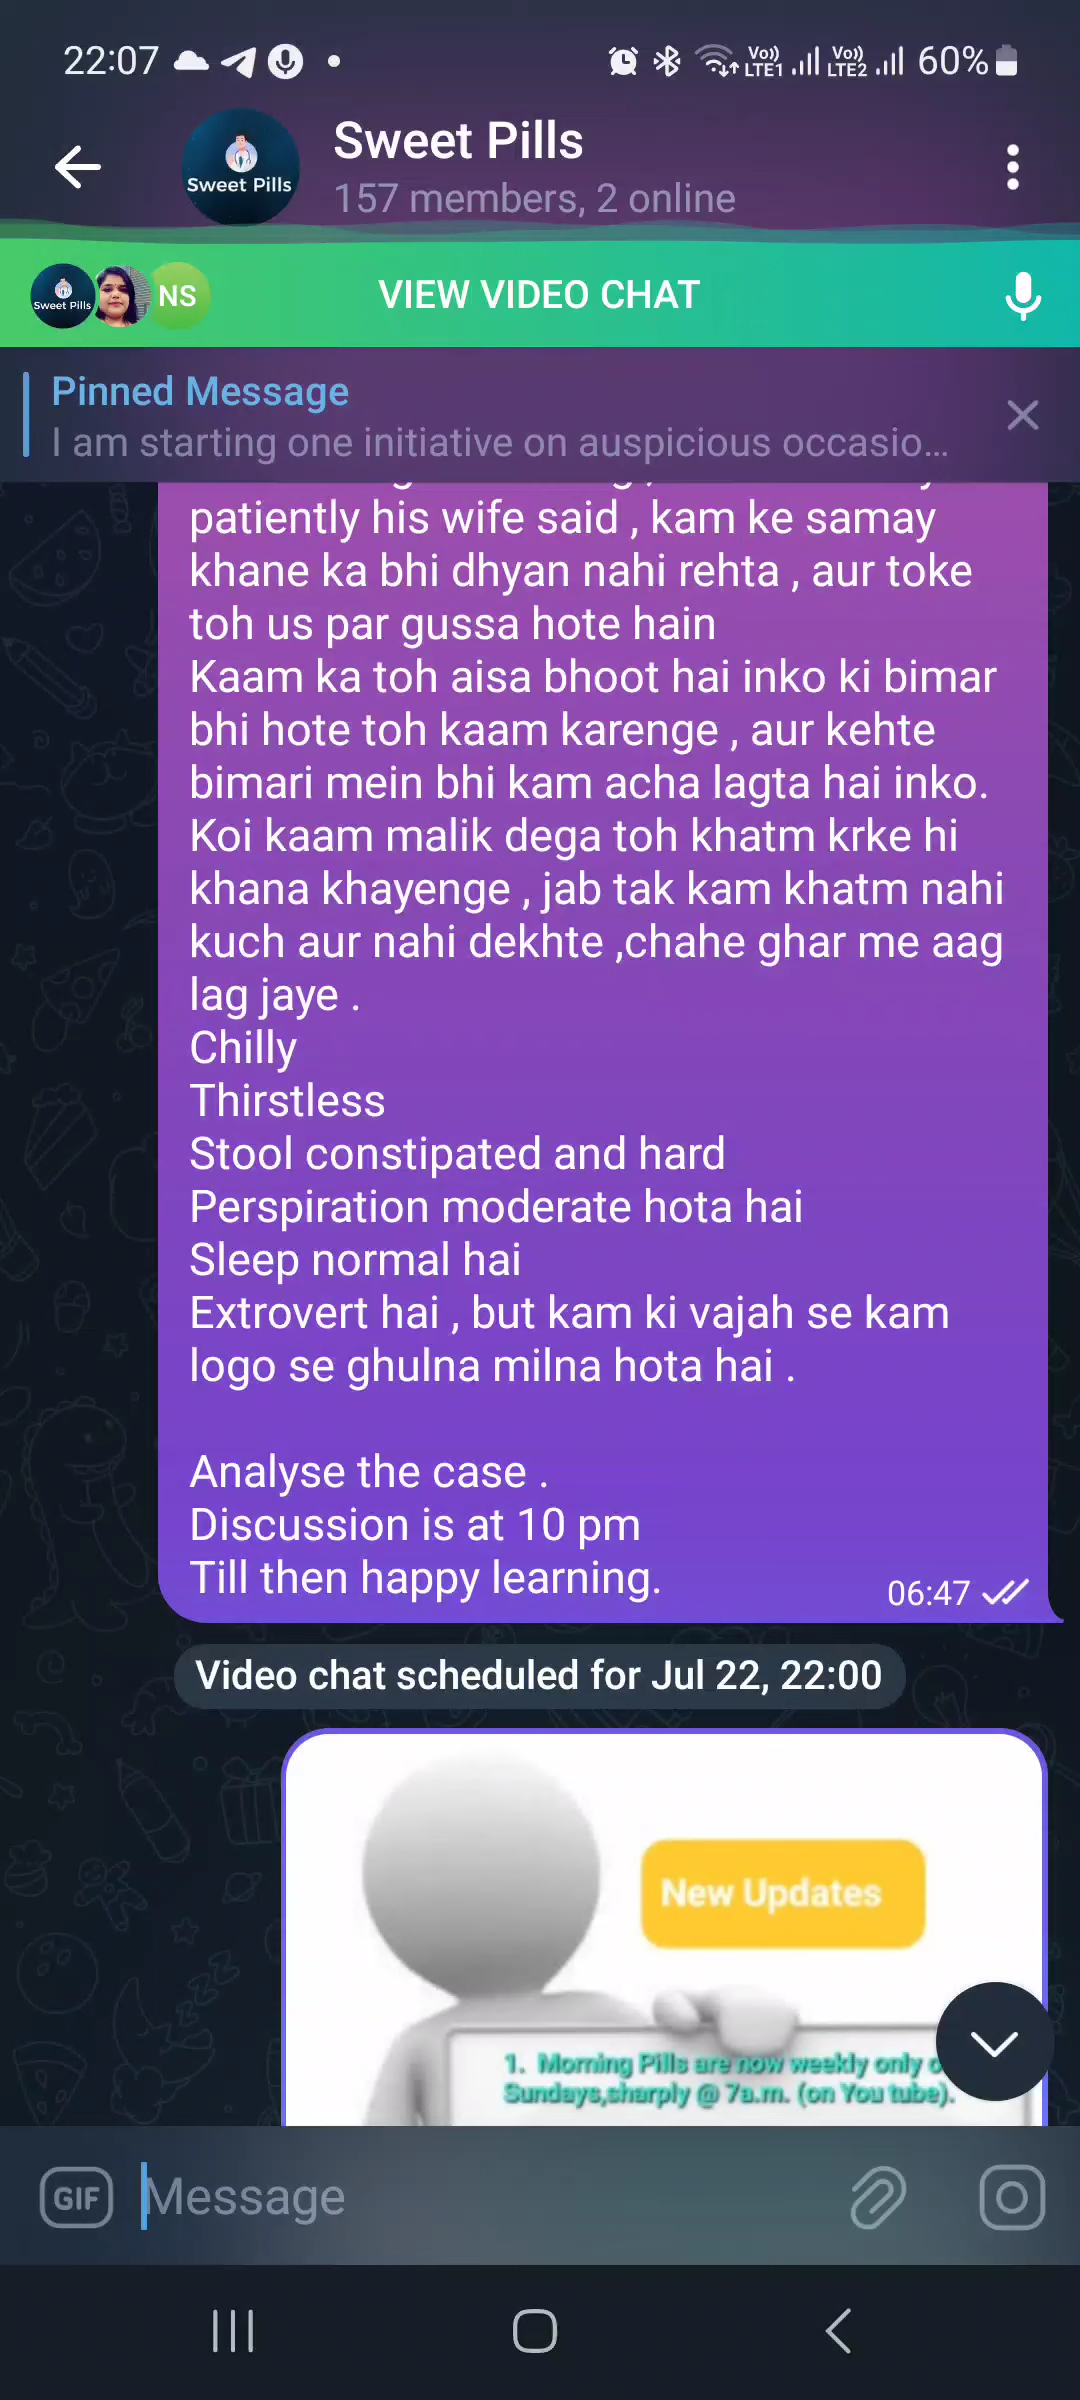 22:07
Vo)) LTE1 Vo)) LTE2 60%
Sweet Pills
Sweet Pills
157 members, 2 online
Sweet Pills
NS
VIEW VIDEO CHAT
Pinned Message
I am starting one initiative on auspicious occasio...
patiently his wife said , kam ke samay
khane ka bhi dhyan nahi rehta , aur toke
toh us par gussa hote hain
Kaam ka toh aisa bhoot hai inko ki bimar
bhi hote toh kaam karenge , aur kehte
bimari mein bhi kam acha lagta hai inko.
Koi kaam malik dega toh khatm krke hi
khana khayenge , jab tak kam khatm nahi
kuch aur nahi dekhte ,chahe ghar me aag
lag jaye .
Chilly
Thirstless
Stool constipated and hard
Perspiration moderate hota hai
Sleep normal hai
Extrovert hai , but kam ki vajah se kam
logo se ghulna milna hota hai .
Analyse the case .
Discussion is at 10 pm
Till then happy learning.
06:47
Video chat scheduled for Jul 22, 22:00
New Updates
1. Morning Pills are now weekly only
Sundays,sharply @ 7a.m. (on You tube).
GIF
Message